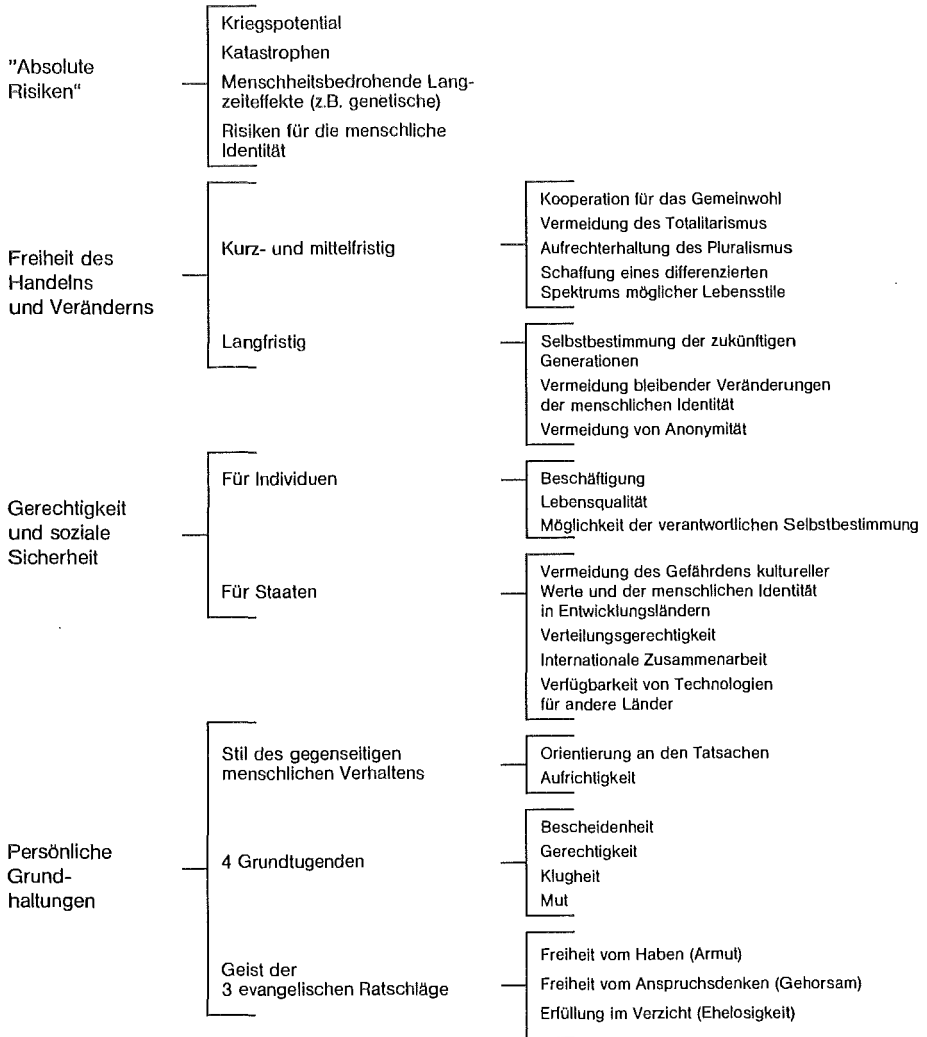 "Absolute
Risiken"
Kriegspotential
Katastrophen
Menschheitsbedrohende Lang-
zeiteffekte (z.B. genetische)
Risiken für die menschliche
Identität
Freiheit des
Handelns
und Veränderns
Kurz- und mittelfristig
Kooperation für das Gemeinwohl
Vermeidung des Totalitarismus
Aufrechterhaltung des Pluralismus
Schaffung eines differenzierten
Spektrums möglicher Lebensstile
Langfristig
Selbstbestimmung der zukünftigen
Generationen
Vermeidung bleibender Veränderungen
der menschlichen Identität
Vermeidung von Anonymität
Gerechtigkeit
und soziale
Sicherheit
Für Individuen
Beschäftigung
Lebensqualität
Möglichkeit der verantwortlichen Selbstbestimmung
Für Staaten
Vermeidung des Gefährdens kultureller
Werte und der menschlichen Identität
in Entwicklungsländern
Verteilungsgerechtigkeit
Internationale Zusammenarbeit
Verfügbarkeit von Technologien
für andere Länder
Persönliche
Grund-
haltungen
Stil des gegenseitigen
menschlichen Verhaltens
Orientierung an den Tatsachen
Aufrichtigkeit
4 Grundtugenden
Bescheidenheit
Gerechtigkeit
Klugheit
Mut
Geist der
3 evangelischen Ratschläge
Freiheit vom Haben (Armut)
Freiheit vom Anspruchsdenken (Gehorsam)
Erfüllung im Verzicht (Ehelosigkeit)